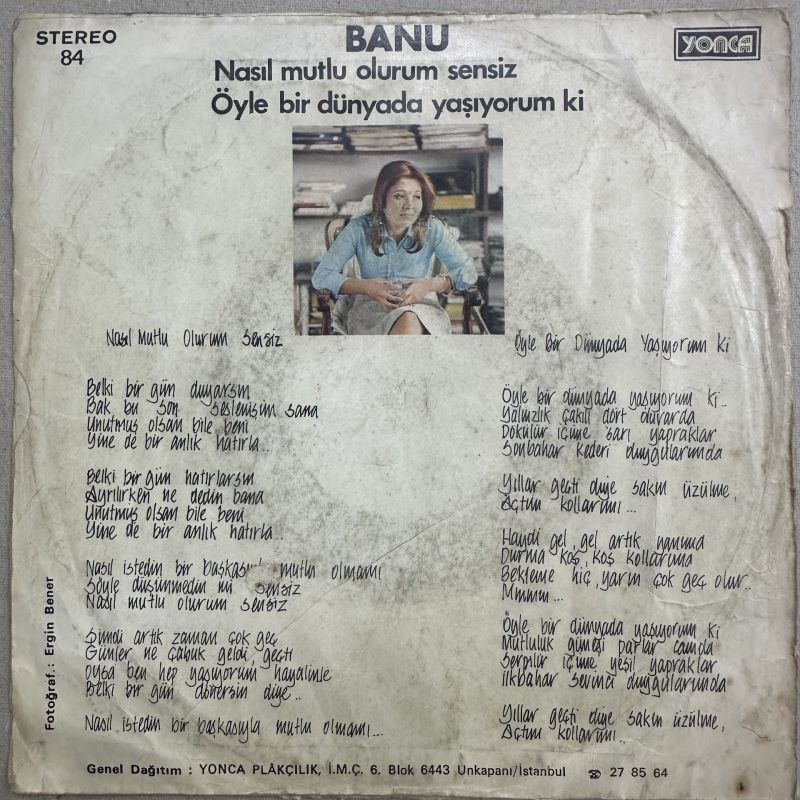 STEREO
84
BANU
YONCA
Nasıl mutlu olurum sensiz
Öyle bir dünyada yaşıyorum ki
Nasıl Mutlu Olurum Sensiz
Belki bir gün duyarsın
Bak bu son seslenişim sana
Unutmuş olsan bile beni
Yine de bir anlık hatırla..
Belki bir gün hatırlarsın
Ayrılırken ne dedin bana
Unutmuş olsan bile beni
Yine de bir anlık hatırla..
Nasıl istedin bir başkasıyla mutlu olmamı
Söyle düşünmedin mi sensiz
Nasıl mutlu olurum sensiz
Şimdi artık zaman çok geç
Günler ne çabuk geldi, geçti
Oysa ben hep yaşıyorum hayalinle
Belki bir gün dönersin diye..
Nasıl istedin bir başkasıyla mutlu olmamı...
Öyle Bir Dünyada Yaşıyorum Ki
Öyle bir dünyada yaşıyorum ki..
Yalnızlık çakılı dört duvarda
Dökülür içime sarı yapraklar
Sonbahar kederi duygularımda
Yıllar geçti diye sakın üzülme,
Açtım kollarımı...
Haydi gel, gel artık yanıma
Durma koş, koş kollarıma
Bekleme hiç, yarın çok geç olur..
Mmmm...
Öyle bir dünyada yaşıyorum ki
Mutluluk güneşi parlar camda
Serpilir içime yeşil yapraklar
ilkbahar sevinci duygularımda
Yıllar geçti diye sakın üzülme,
Açtım kollarımı..
Fotoğraf.: Ergin Bener
Genel Dağıtım : YONCA PLÂKÇILIK, İ.M.Ç. 6. Blok 6443 Unkapanı/İstanbul ☎ 27 85 64